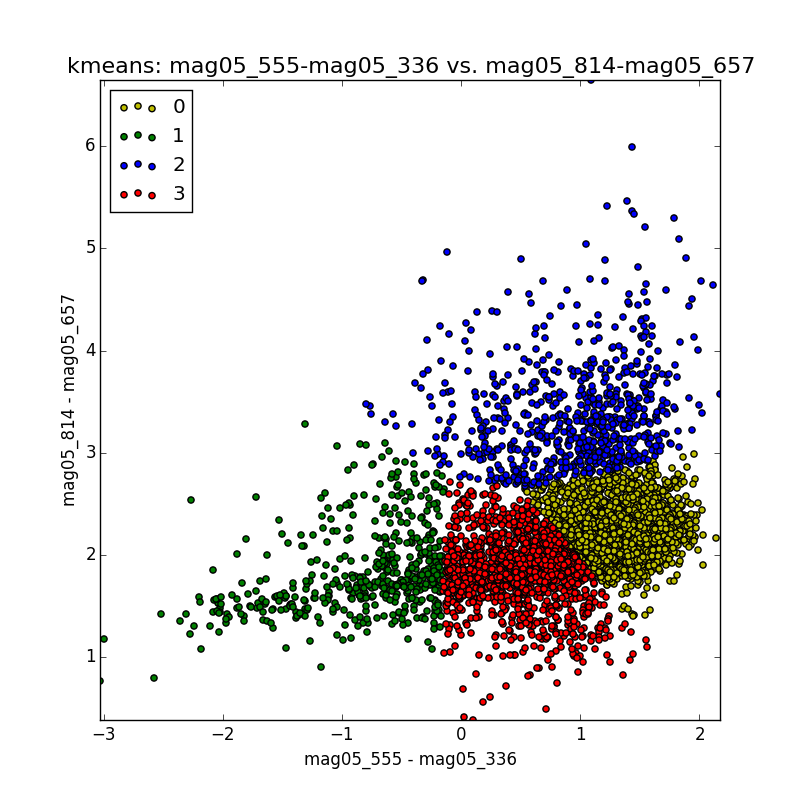 kmeans: mag05_555-mag05_336 vs. mag05_814-mag05_657
0
1
2
3
6
5
4
3
2
1
mag05_814 - mag05_657
−3 −2 −1 0 1 2
mag05_555 - mag05_336